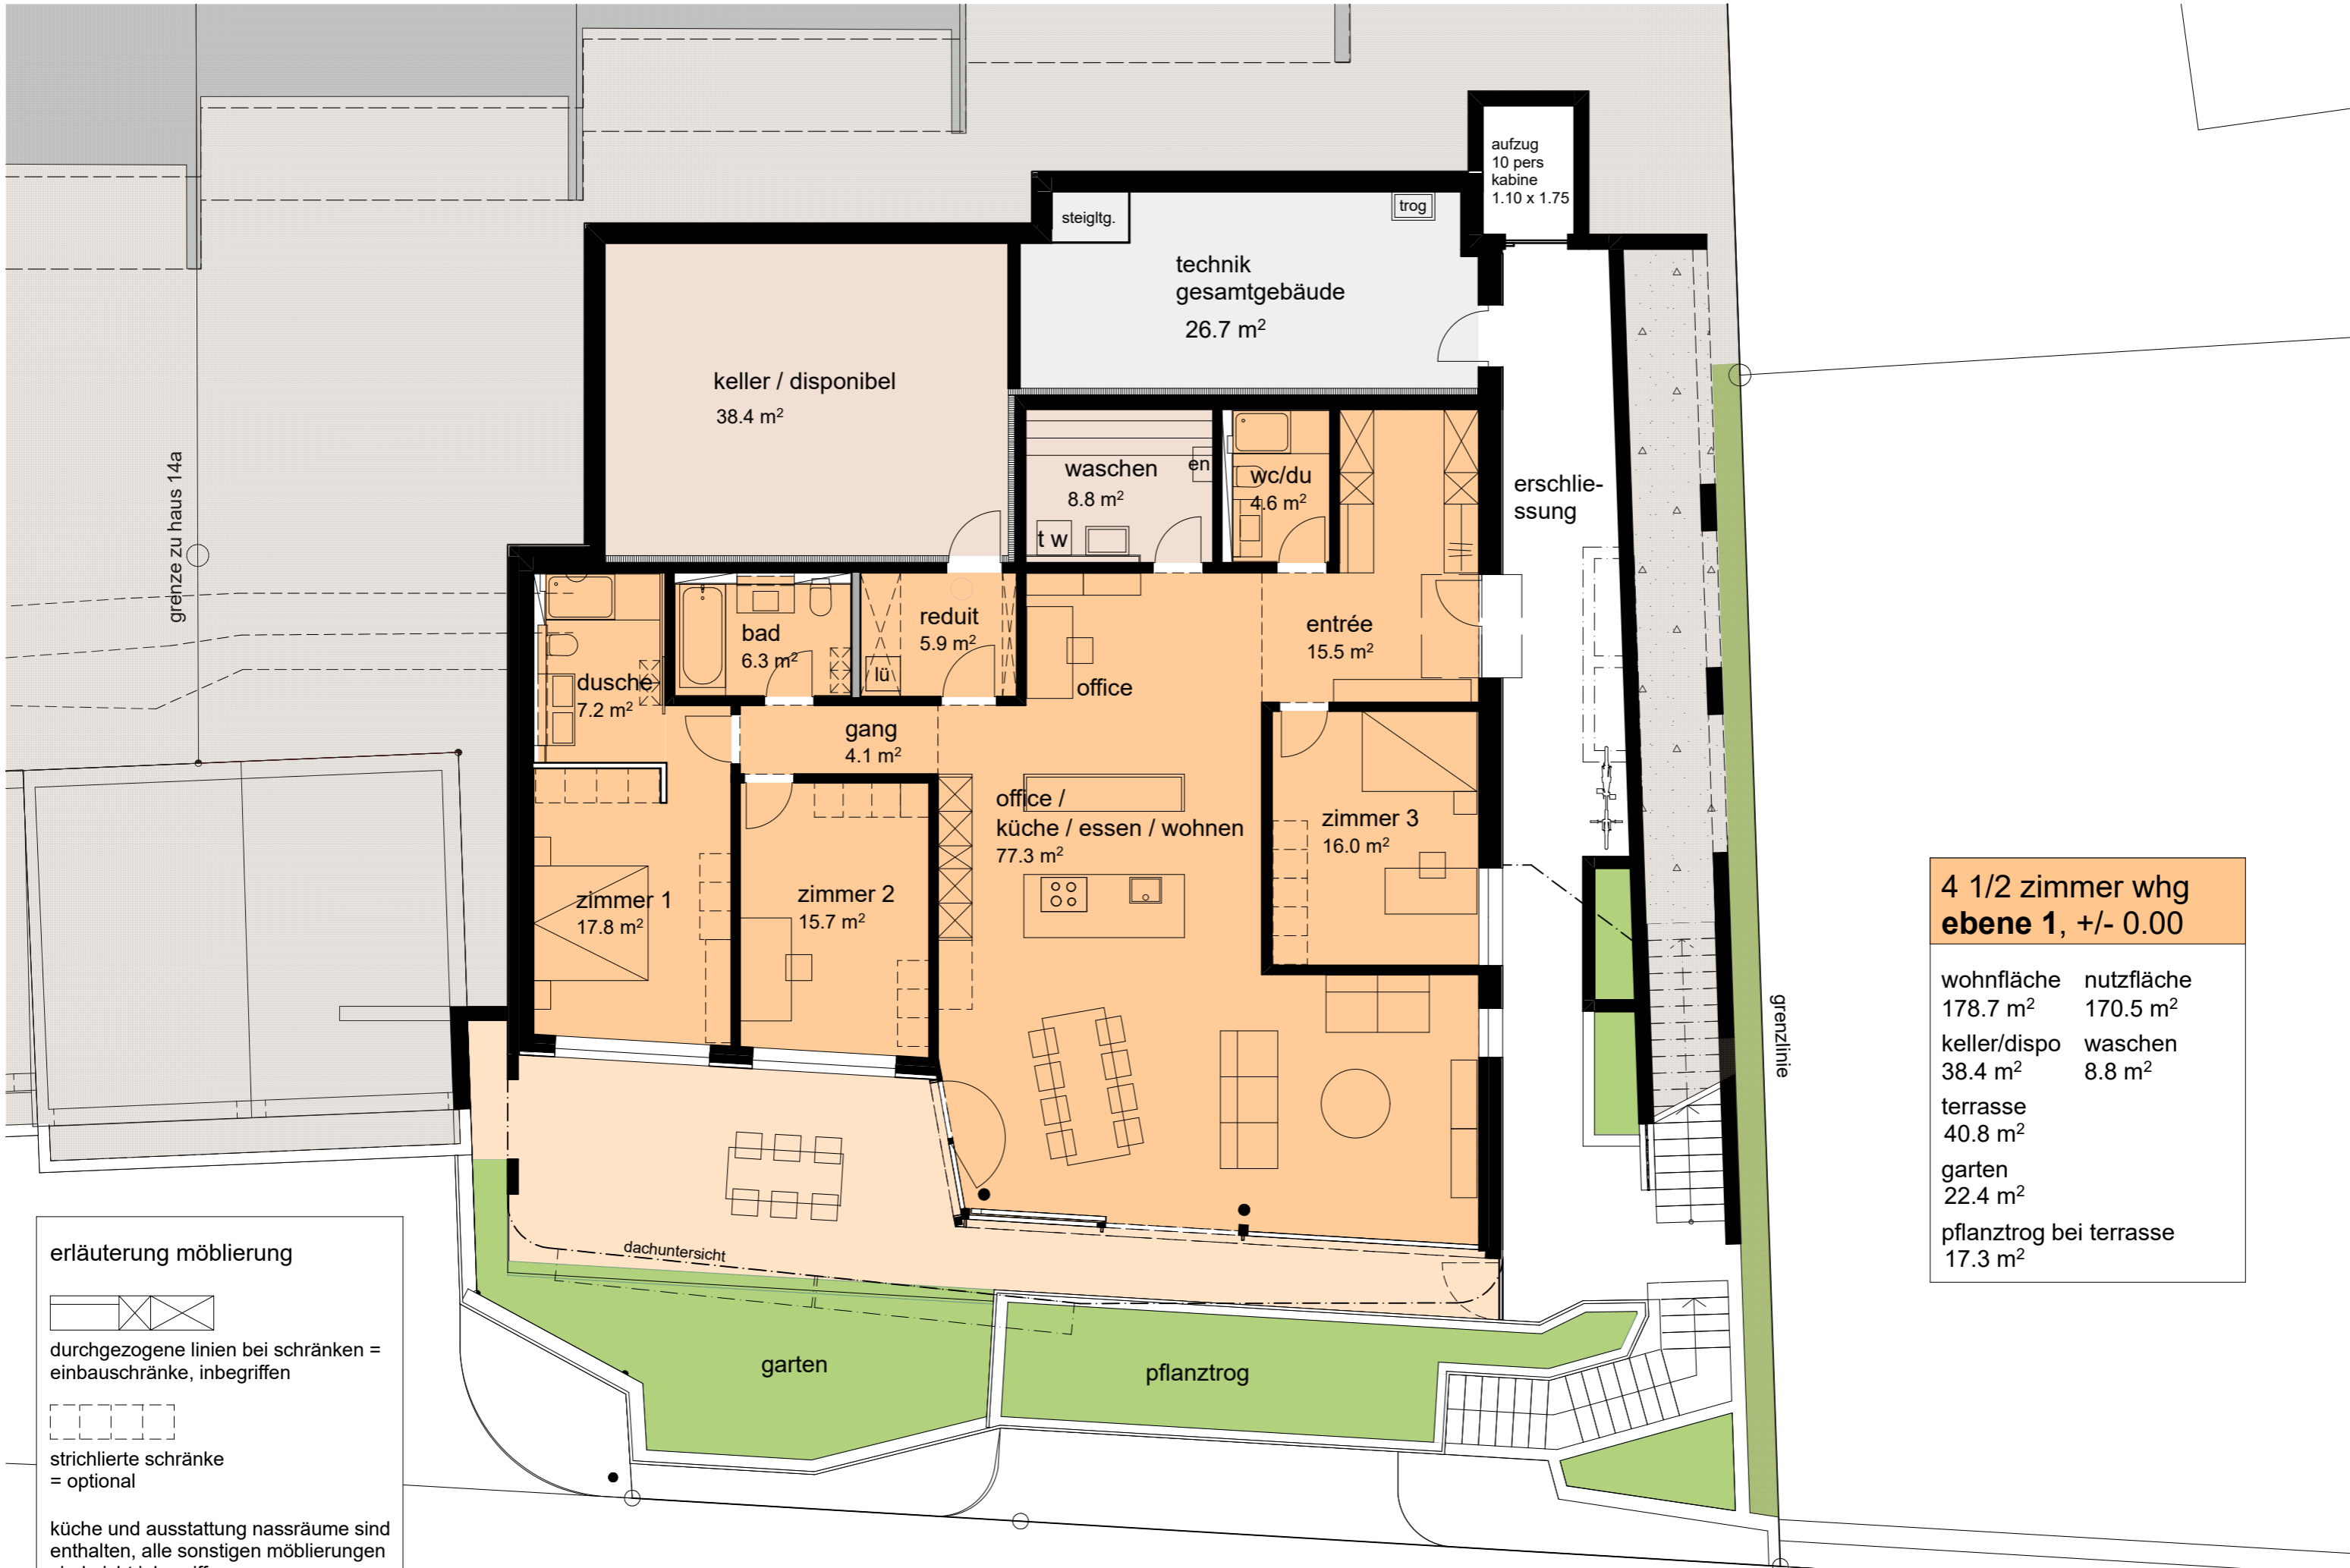 aufzug
10 pers
kabine
1.10 x 1.75
steigltg.
trog
technik
gesamtgebäude
26.7 m²
keller / disponibel
38.4 m²
waschen
8.8 m²
en
t w
wc/du
4.6 m²
erschlie-
ssung
grenze zu haus 14a
dusche
7.2 m²
bad
6.3 m²
reduit
5.9 m²
lü
office
entrée
15.5 m²
gang
4.1 m²
office /
küche / essen / wohnen
77.3 m²
zimmer 1
17.8 m²
zimmer 2
15.7 m²
zimmer 3
16.0 m²
grenzlinie
dachuntersicht
garten
pflanztrog
4 1/2 zimmer whg
ebene 1, +/- 0.00
wohnfläche nutzfläche
178.7 m² 170.5 m²
keller/dispo waschen
38.4 m² 8.8 m²
terrasse
40.8 m²
garten
22.4 m²
pflanztrog bei terrasse
17.3 m²
erläuterung möblierung
durchgezogene linien bei schränken =
einbauschränke, inbegriffen
strichlierte schränke
= optional
küche und ausstattung nassräume sind
enthalten, alle sonstigen möblierungen